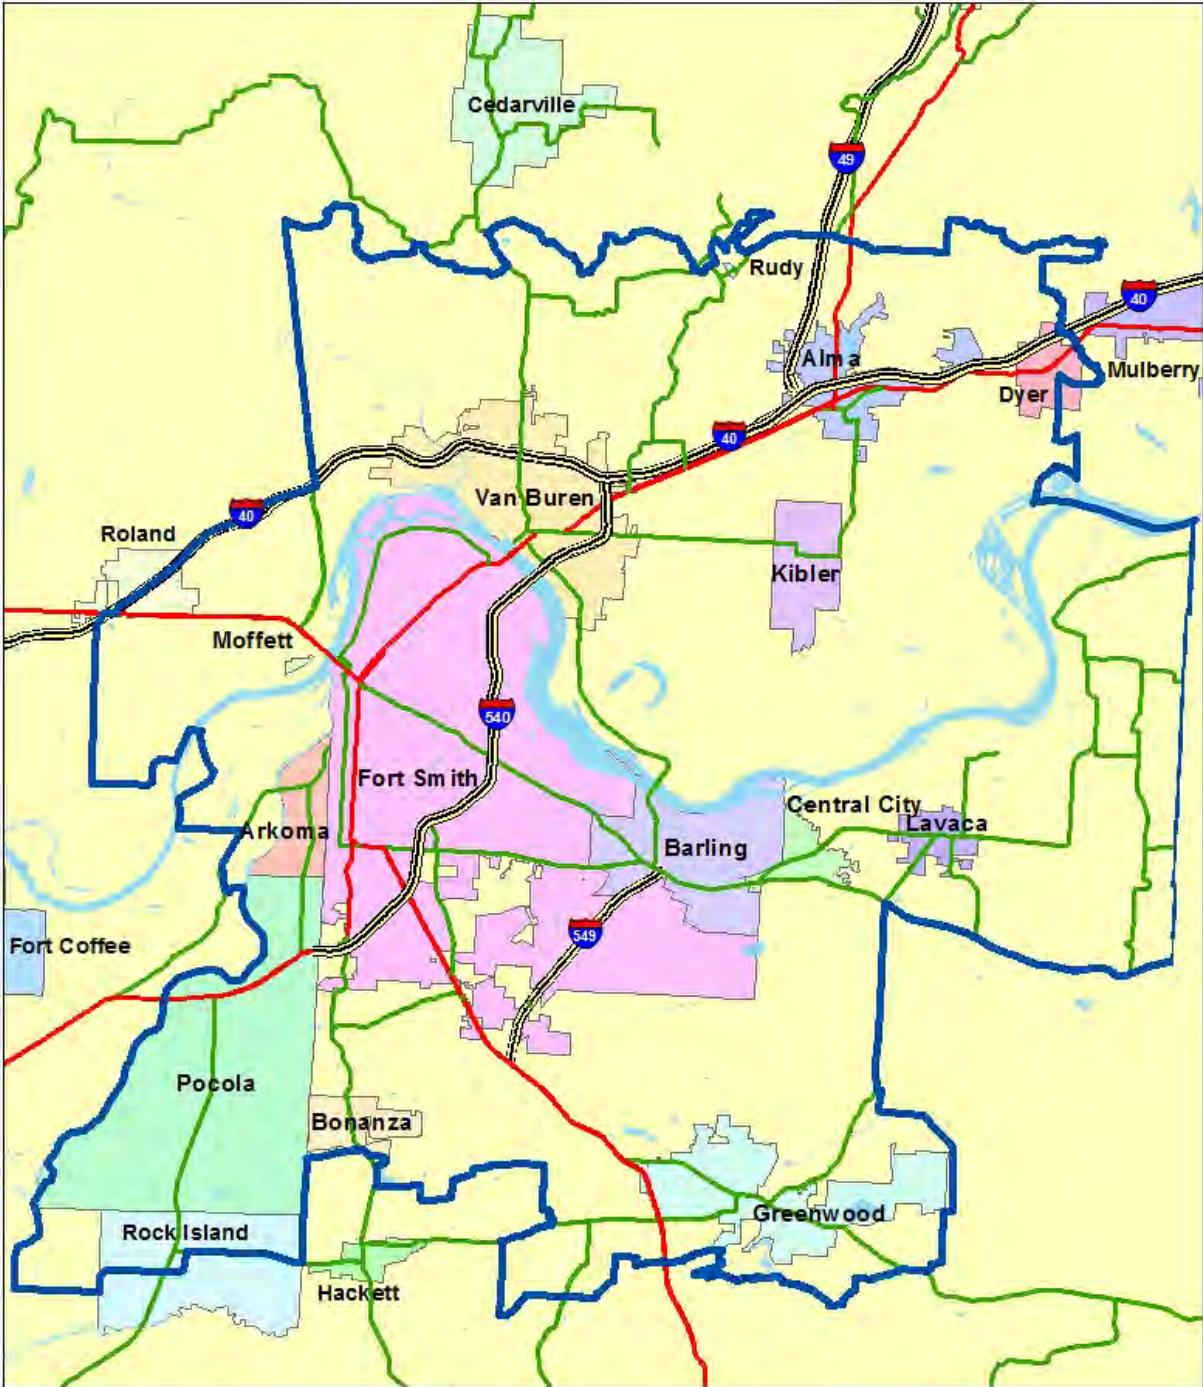 Cedarville
49
Rudy
40
Alma
Mulberry
Dyer
40
Van Buren
40
Roland
Kibler
Moffett
540
Fort Smith
Central City
Lavaca
Arkoma
Barling
549
Fort Coffee
Pocola
Bonanza
Greenwood
Rock Island
Hackett